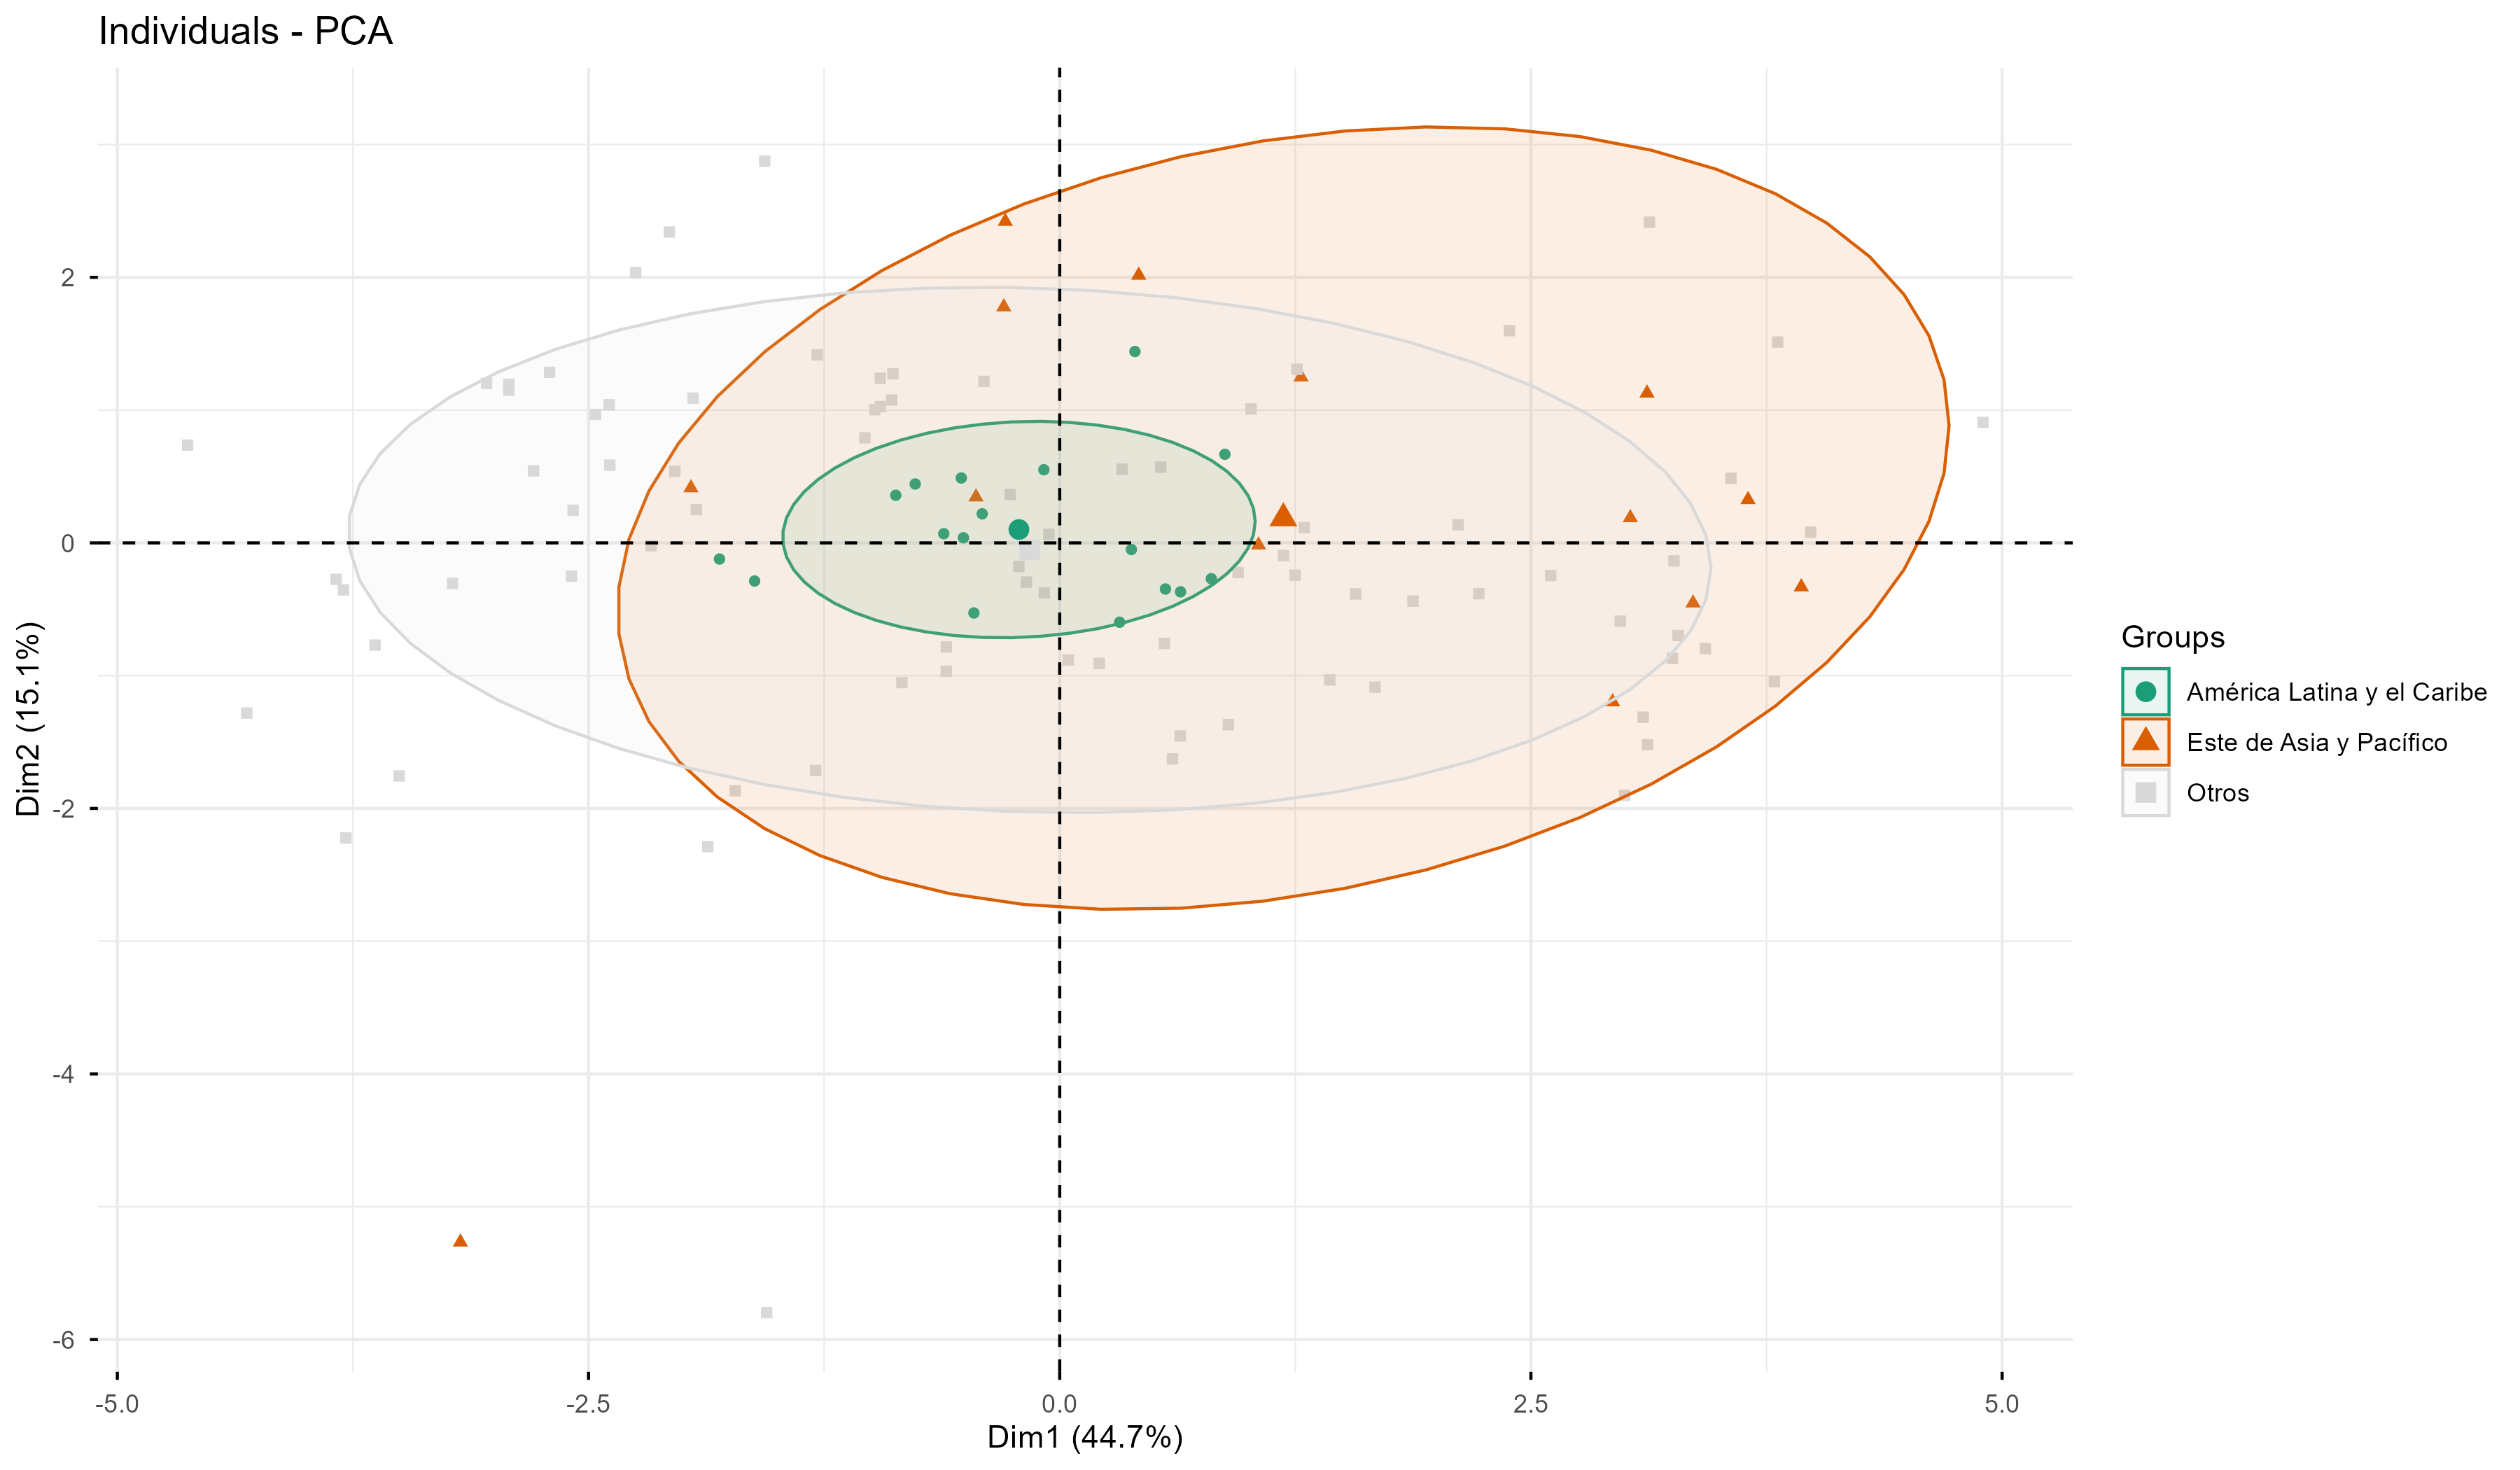 Individuals - PCA
Dim2 (15.1%)
2
0
-2
-4
-6
-5.0
-2.5
0.0
2.5
5.0
Dim1 (44.7%)
Groups
América Latina y el Caribe
Este de Asia y Pacífico
Otros